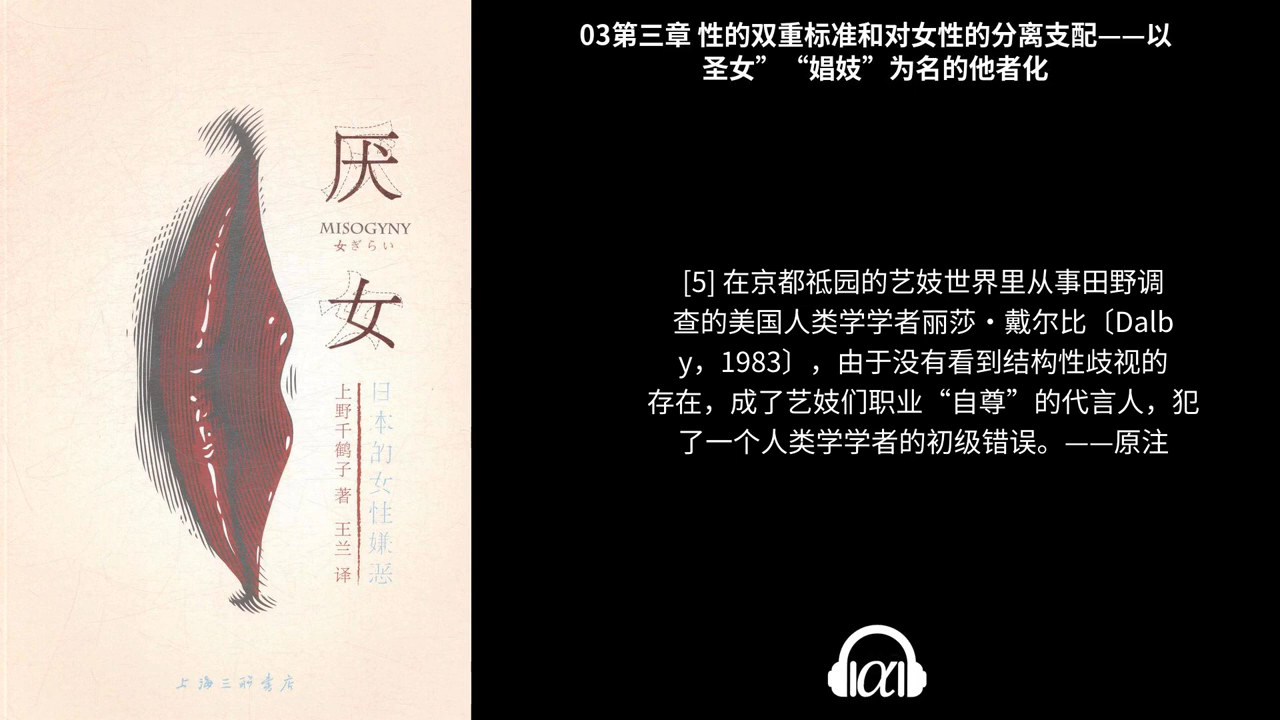 厌
MISOGYNY
女ぎらい
女
日本的女性嫌恶
上野千鹤子 著 王兰 译
上海三联书店
03第三章 性的双重标准和对女性的分离支配——以
圣女”“娼妓”为名的他者化
[5] 在京都祗园的艺妓世界里从事田野调
查的美国人类学学者丽莎·戴尔比〔Dalb
y，1983〕，由于没有看到结构性歧视的
存在，成了艺妓们职业“自尊”的代言人，犯
了一个人类学学者的初级错误。——原注